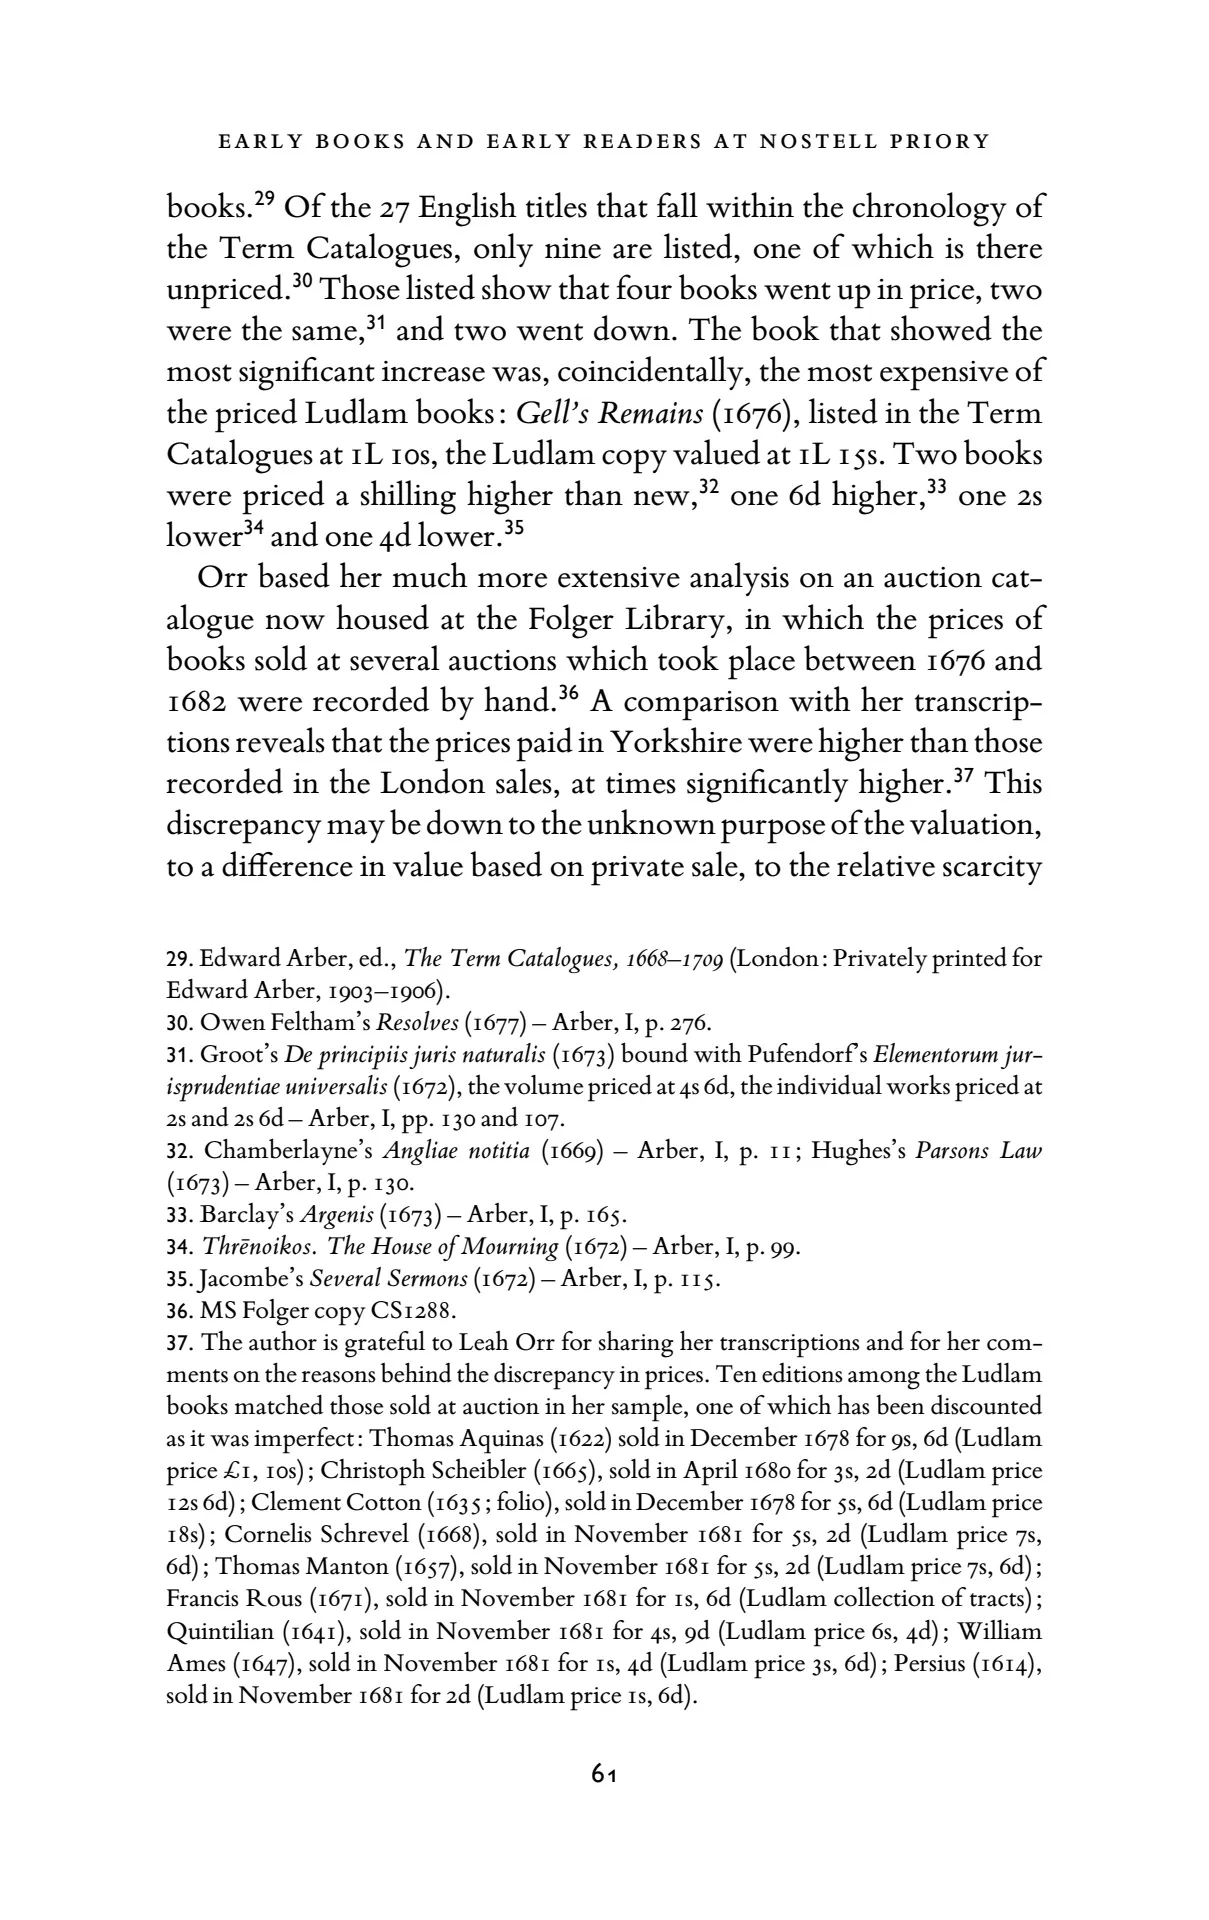 EARLY BOOKS AND EARLY READERS AT NOSTELL PRIORY
books.29 Of the 27 English titles that fall within the chronology of
the Term Catalogues, only nine are listed, one of which is there
unpriced.30 Those listed show that four books went up in price, two
were the same,31 and two went down. The book that showed the
most significant increase was, coincidentally, the most expensive of
the priced Ludlam books: Gell’s Remains (1676), listed in the Term
Catalogues at 1L 10s, the Ludlam copy valued at 1L 15s. Two books
were priced a shilling higher than new,32 one 6d higher,33 one 2s
lower34 and one 4d lower.35
Orr based her much more extensive analysis on an auction cat-
alogue now housed at the Folger Library, in which the prices of
books sold at several auctions which took place between 1676 and
1682 were recorded by hand.36 A comparison with her transcrip-
tions reveals that the prices paid in Yorkshire were higher than those
recorded in the London sales, at times significantly higher.37 This
discrepancy may be down to the unknown purpose of the valuation,
to a difference in value based on private sale, to the relative scarcity
29. Edward Arber, ed., The Term Catalogues, 1668–1709 (London: Privately printed for
Edward Arber, 1903–1906).
30. Owen Feltham’s Resolves (1677) – Arber, I, p. 276.
31. Groot’s De principiis juris naturalis (1673) bound with Pufendorf’s Elementorum jur-
isprudentiae universalis (1672), the volume priced at 4s 6d, the individual works priced at
2s and 2s 6d – Arber, I, pp. 130 and 107.
32. Chamberlayne’s Angliae notitia (1669) – Arber, I, p. 11; Hughes’s Parsons Law
(1673) – Arber, I, p. 130.
33. Barclay’s Argenis (1673) – Arber, I, p. 165.
34. Thrēnoikos. The House of Mourning (1672) – Arber, I, p. 99.
35. Jacombe’s Several Sermons (1672) – Arber, I, p. 115.
36. MS Folger copy CS1288.
37. The author is grateful to Leah Orr for sharing her transcriptions and for her com-
ments on the reasons behind the discrepancy in prices. Ten editions among the Ludlam
books matched those sold at auction in her sample, one of which has been discounted
as it was imperfect: Thomas Aquinas (1622) sold in December 1678 for 9s, 6d (Ludlam
price £1, 10s); Christoph Scheibler (1665), sold in April 1680 for 3s, 2d (Ludlam price
12s 6d); Clement Cotton (1635; folio), sold in December 1678 for 5s, 6d (Ludlam price
18s); Cornelis Schrevel (1668), sold in November 1681 for 5s, 2d (Ludlam price 7s,
6d); Thomas Manton (1657), sold in November 1681 for 5s, 2d (Ludlam price 7s, 6d);
Francis Rous (1671), sold in November 1681 for 1s, 6d (Ludlam collection of tracts);
Quintilian (1641), sold in November 1681 for 4s, 9d (Ludlam price 6s, 4d); William
Ames (1647), sold in November 1681 for 1s, 4d (Ludlam price 3s, 6d); Persius (1614),
sold in November 1681 for 2d (Ludlam price 1s, 6d).
61